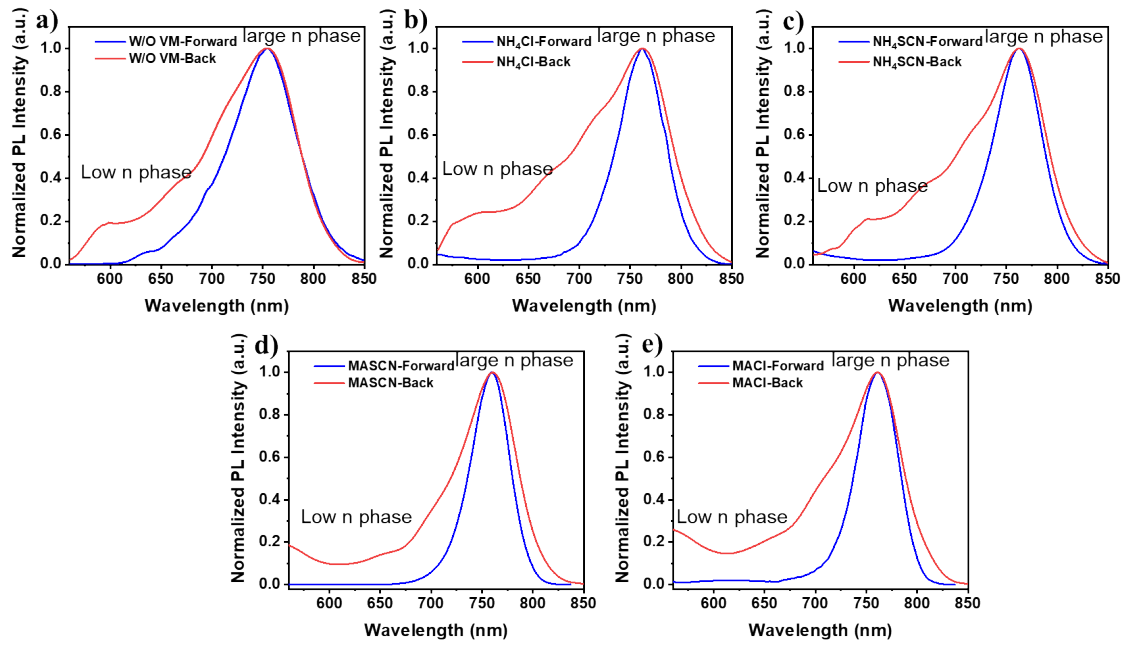 a)
Normalized PL Intensity (a.u.)
1.0
0.8
0.6
0.4
0.2
0.0
W/O VM-Forward
W/O VM-Back
large n phase
Low n phase
600 650 700 750 800 850
Wavelength (nm)
b)
Normalized PL Intensity (a.u.)
1.0
0.8
0.6
0.4
0.2
0.0
NH₄Cl-Forward
NH₄Cl-Back
large n phase
Low n phase
600 650 700 750 800 850
Wavelength (nm)
c)
Normalized PL Intensity (a.u.)
1.0
0.8
0.6
0.4
0.2
0.0
NH₄SCN-Forward
NH₄SCN-Back
large n phase
Low n phase
600 650 700 750 800 850
Wavelength (nm)
d)
Normalized PL Intensity (a.u.)
1.0
0.8
0.6
0.4
0.2
0.0
MASCN-Forward
MASCN-Back
large n phase
Low n phase
600 650 700 750 800 850
Wavelength (nm)
e)
Normalized PL Intensity (a.u.)
1.0
0.8
0.6
0.4
0.2
0.0
MACl-Forward
MACl-Back
large n phase
Low n phase
600 650 700 750 800 850
Wavelength (nm)